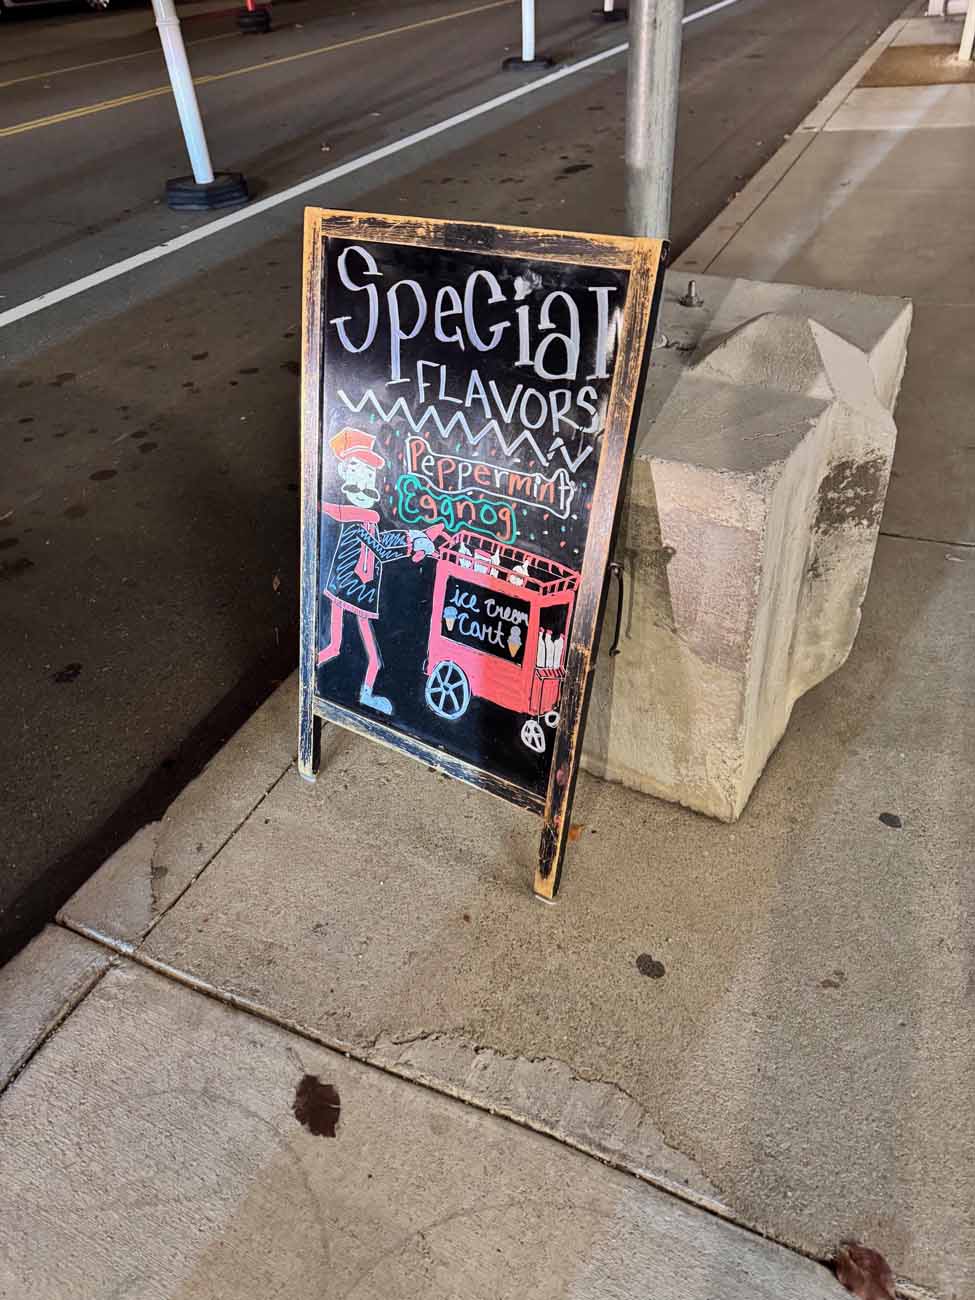 Special
FLAVORS
Peppermint
Eggnog
ice cream
Cart